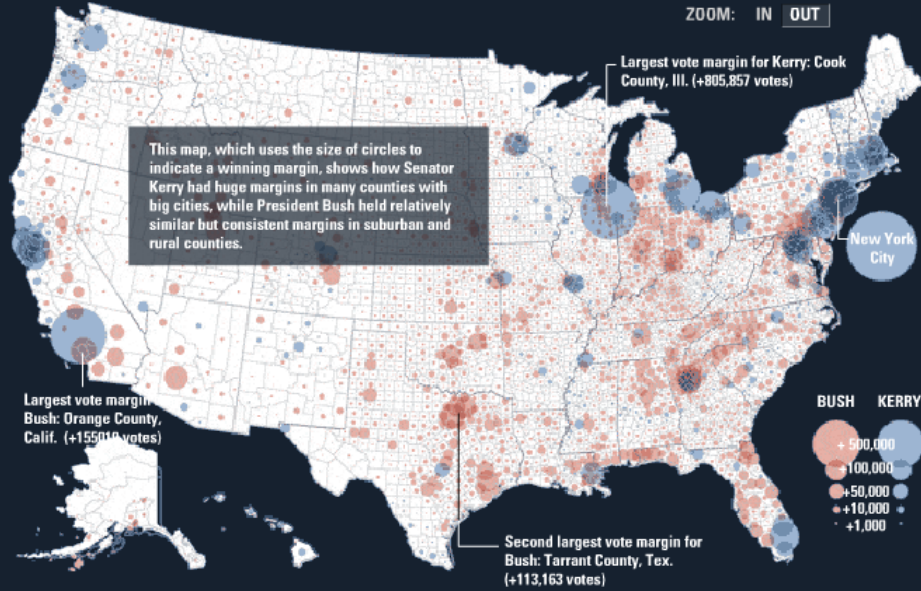 ZOOM: IN OUT
Largest vote margin for Kerry: Cook
County, Ill. (+805,857 votes)
This map, which uses the size of circles to
indicate a winning margin, shows how Senator
Kerry had huge margins in many counties with
big cities, while President Bush held relatively
similar but consistent margins in suburban and
rural counties.
New York
City
Largest vote margin
Bush: Orange County,
Calif. (+155019 votes)
BUSH KERRY
+ 500,000
+100,000
+50,000
+10,000
+1,000
Second largest vote margin for
Bush: Tarrant County, Tex.
(+113,163 votes)